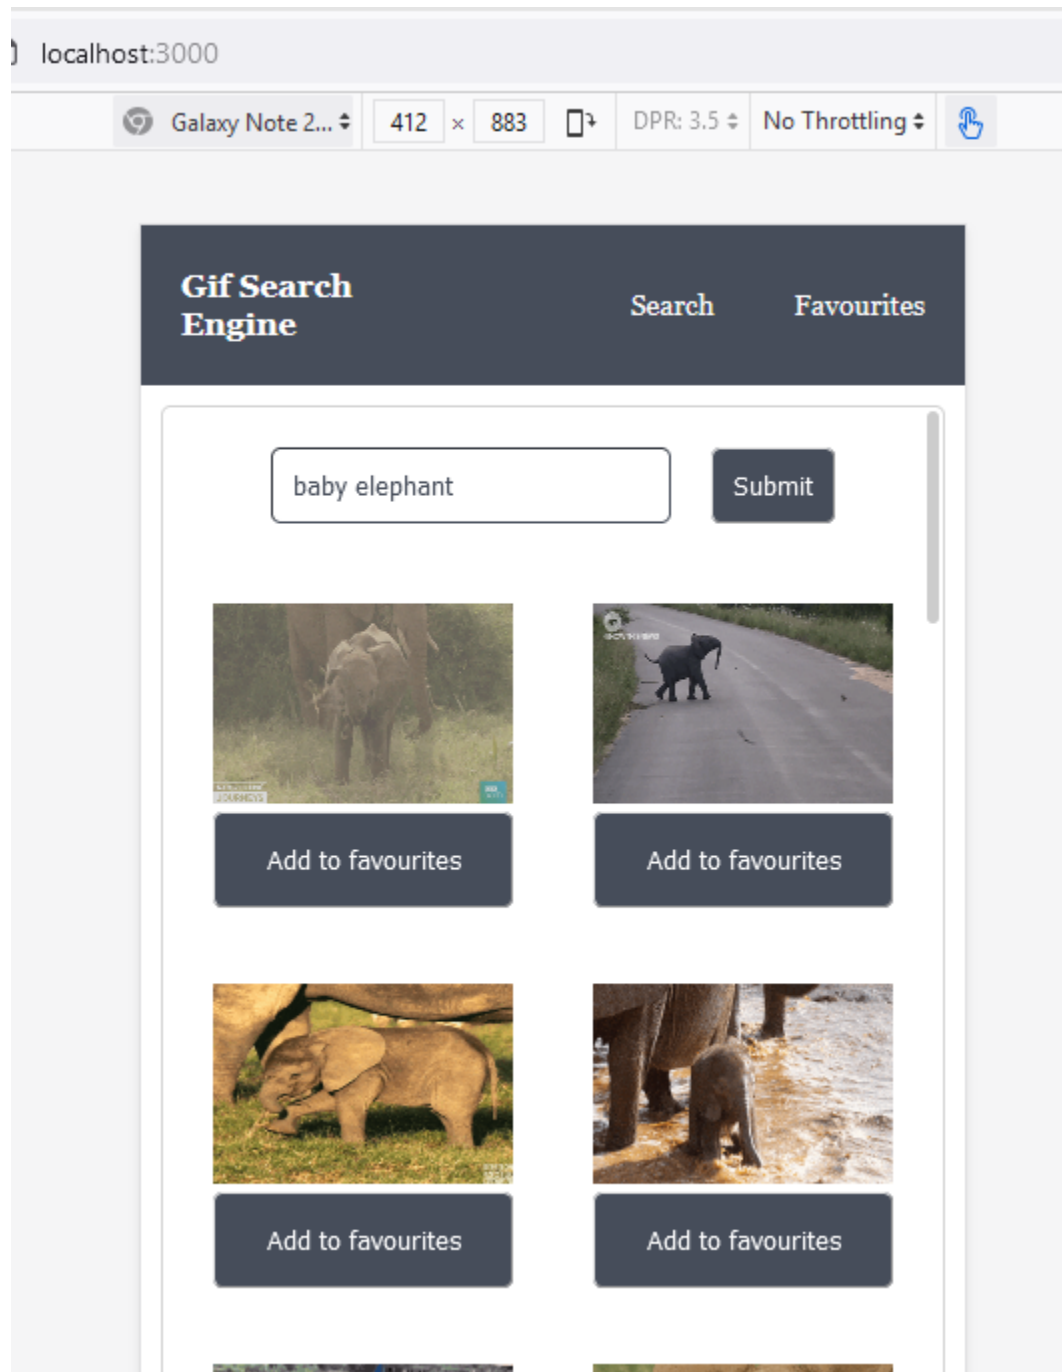 localhost:3000
Galaxy Note 2... 412 × 883 DPR: 3.5 No Throttling
Gif Search
Engine
Search Favourites
baby elephant Submit
Add to favourites Add to favourites
Add to favourites Add to favourites